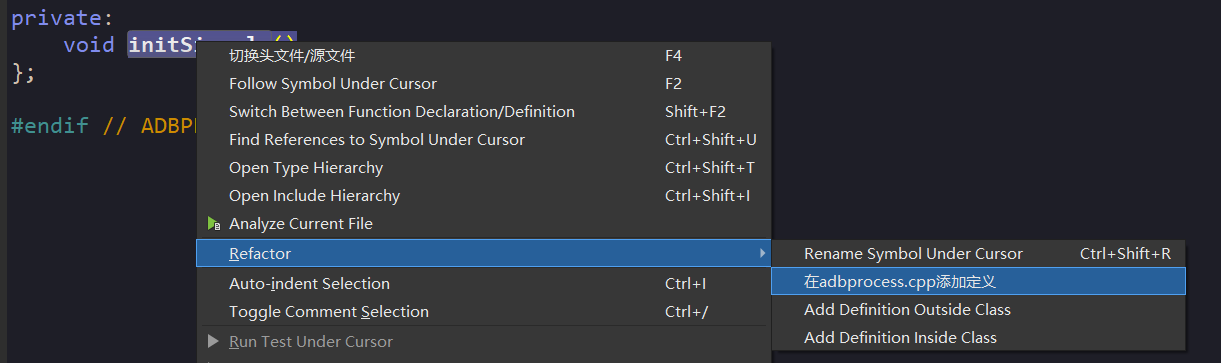 private:
void initSi ()
};
#endif // ADBP
切换头文件/源文件 F4
Follow Symbol Under Cursor F2
Switch Between Function Declaration/Definition Shift+F2
Find References to Symbol Under Cursor Ctrl+Shift+U
Open Type Hierarchy Ctrl+Shift+T
Open Include Hierarchy Ctrl+Shift+I
Analyze Current File
Refactor
Auto-indent Selection Ctrl+I
Toggle Comment Selection Ctrl+/
Run Test Under Cursor
Rename Symbol Under Cursor Ctrl+Shift+R
在adbprocess.cpp添加定义
Add Definition Outside Class
Add Definition Inside Class